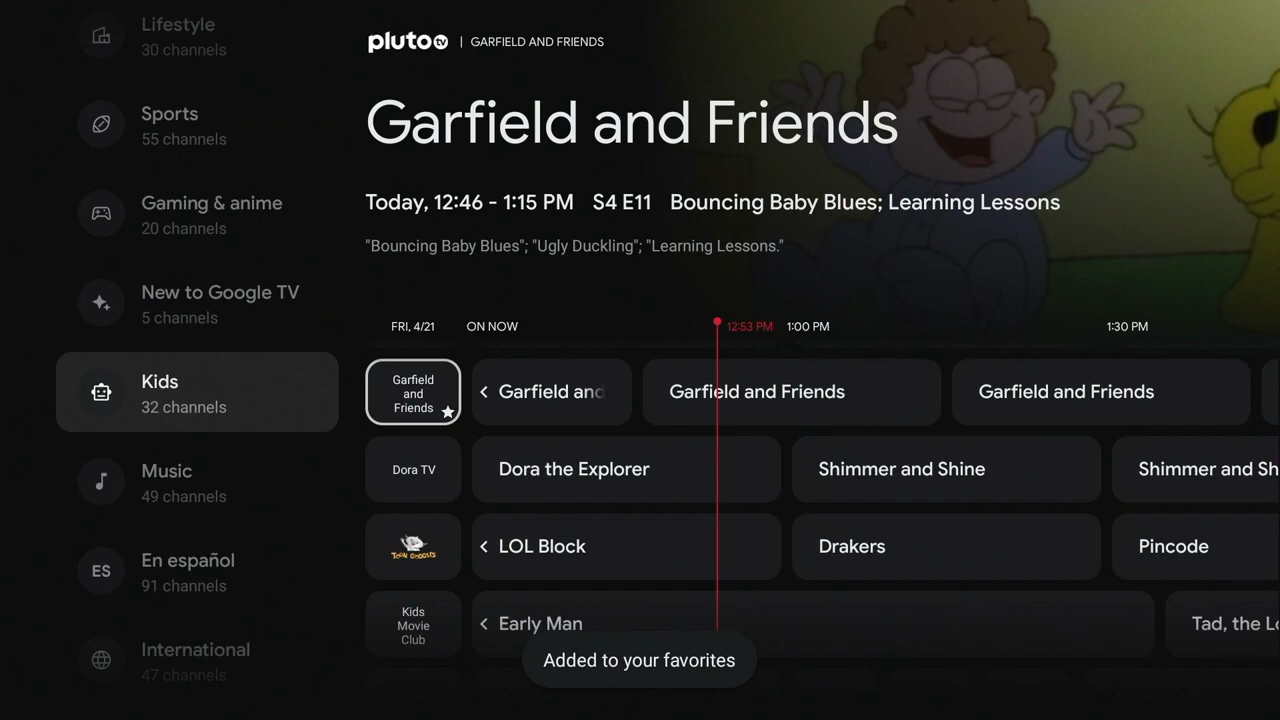 Lifestyle
30 channels
Sports
55 channels
Gaming & anime
20 channels
New to Google TV
5 channels
Kids
32 channels
Music
49 channels
ES
En español
91 channels
International
47 channels
pluto tv | GARFIELD AND FRIENDS
Garfield and Friends
Today, 12:46 - 1:15 PM S4 E11 Bouncing Baby Blues; Learning Lessons
"Bouncing Baby Blues"; "Ugly Duckling"; "Learning Lessons."
FRI, 4/21 ON NOW 12:53 PM 1:00 PM 1:30 PM
Garfield
and
Friends
Garfield and Garfield and Friends Garfield and Friends
Dora TV Dora the Explorer Shimmer and Shine Shimmer and Sh
TOON GOGGLES LOL Block Drakers Pincode
Kids
Movie
Club
Early Man Tad, the Lo
Added to your favorites